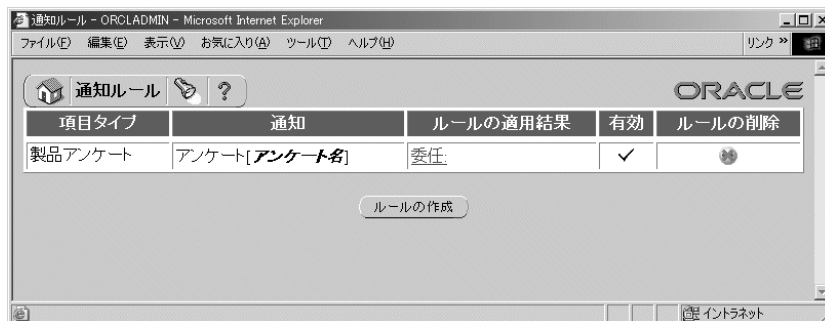 通知ルール - ORCLADMIN - Microsoft Internet Explorer
ファイル(F) 編集(E) 表示(V) お気に入り(A) ツール(T) ヘルプ(H) リンク »
通知ルール ? ORACLE
項目タイプ 通知 ルールの適用結果 有効 ルールの削除
製品アンケート アンケート[アンケート名] 委任: ✓
ルールの作成
イントラネット